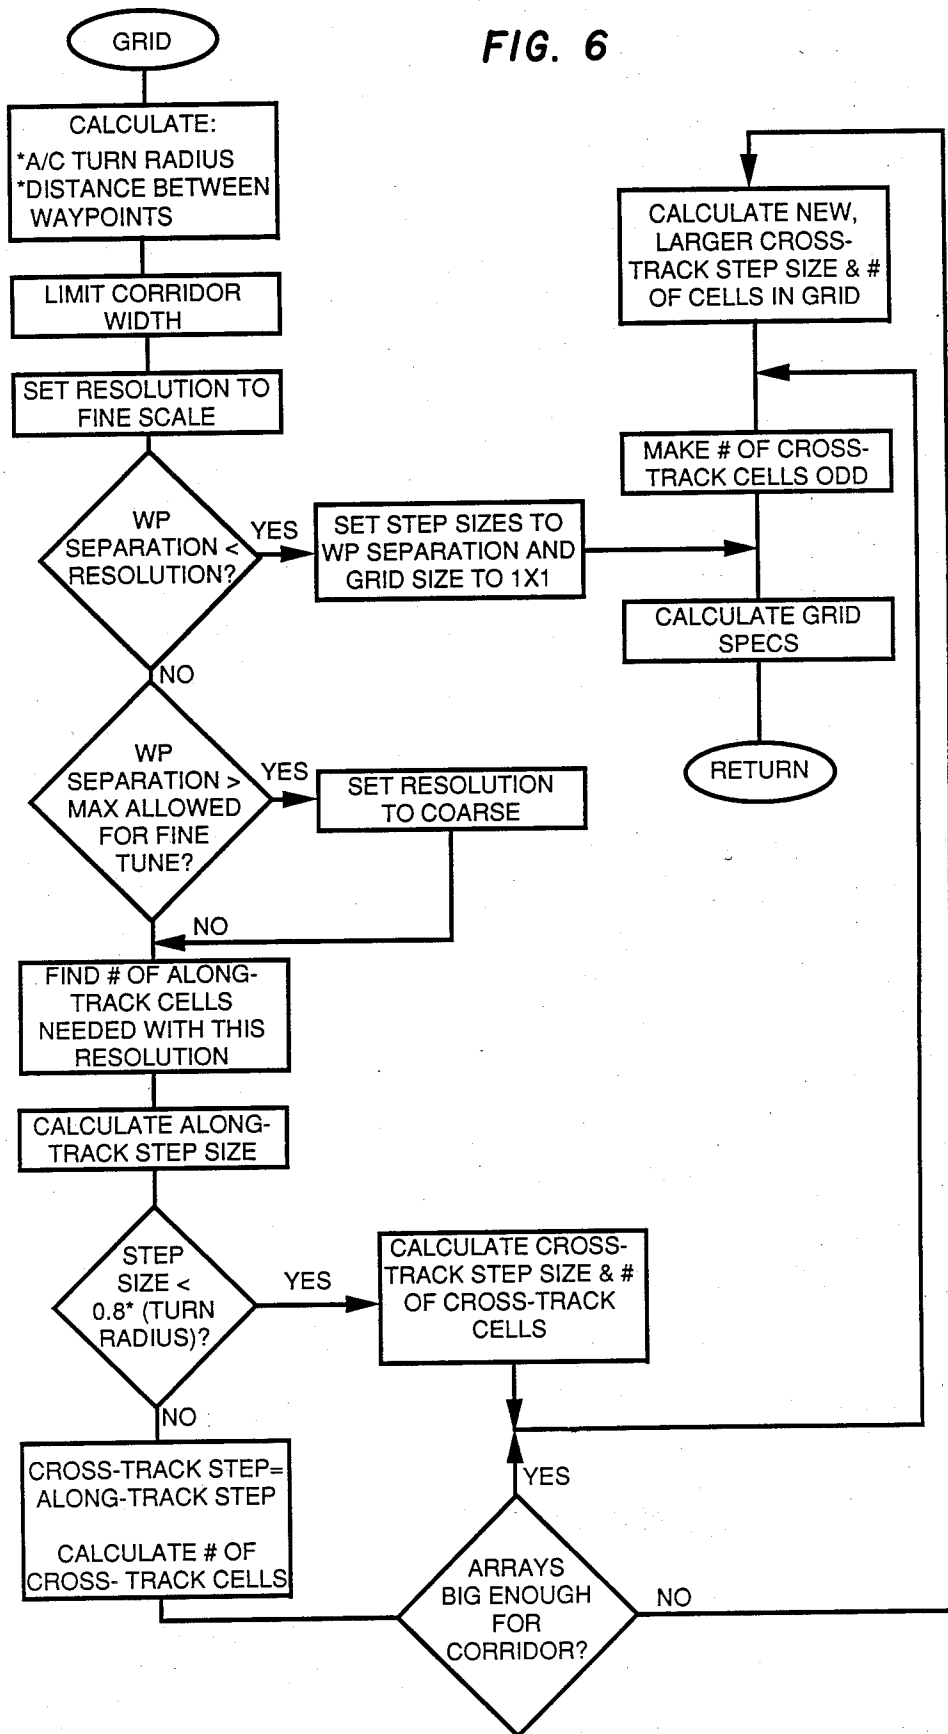 FIG. 6
GRID
CALCULATE:
*A/C TURN RADIUS
*DISTANCE BETWEEN
WAYPOINTS
LIMIT CORRIDOR
WIDTH
SET RESOLUTION TO
FINE SCALE
WP
SEPARATION <
RESOLUTION?
YES
SET STEP SIZES TO
WP SEPARATION AND
GRID SIZE TO 1X1
NO
WP
SEPARATION >
MAX ALLOWED
FOR FINE
TUNE?
YES
SET RESOLUTION
TO COARSE
NO
FIND # OF ALONG-
TRACK CELLS
NEEDED WITH THIS
RESOLUTION
CALCULATE ALONG-
TRACK STEP SIZE
STEP
SIZE <
0.8* (TURN
RADIUS)?
YES
CALCULATE CROSS-
TRACK STEP SIZE & #
OF CROSS-TRACK
CELLS
NO
CROSS-TRACK STEP=
ALONG-TRACK STEP
CALCULATE # OF
CROSS- TRACK CELLS
ARRAYS
BIG ENOUGH
FOR
CORRIDOR?
YES
NO
CALCULATE NEW,
LARGER CROSS-
TRACK STEP SIZE & #
OF CELLS IN GRID
MAKE # OF CROSS-
TRACK CELLS ODD
CALCULATE GRID
SPECS
RETURN